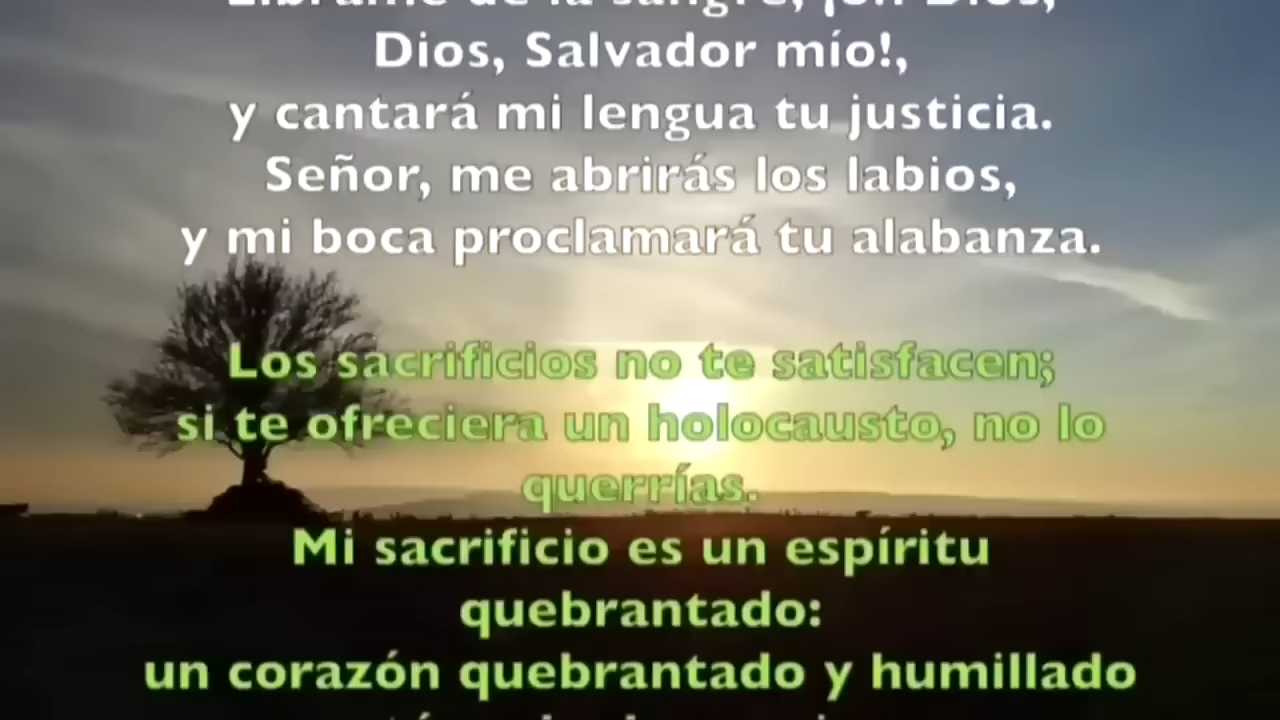 Líbrame de la sangre, ¡oh Dios,
Dios, Salvador mío!,
y cantará mi lengua tu justicia.
Señor, me abrirás los labios,
y mi boca proclamará tu alabanza.
Los sacrificios no te satisfacen;
si te ofreciera un holocausto, no lo
querrías.
Mi sacrificio es un espíritu
quebrantado:
un corazón quebrantado y humillado